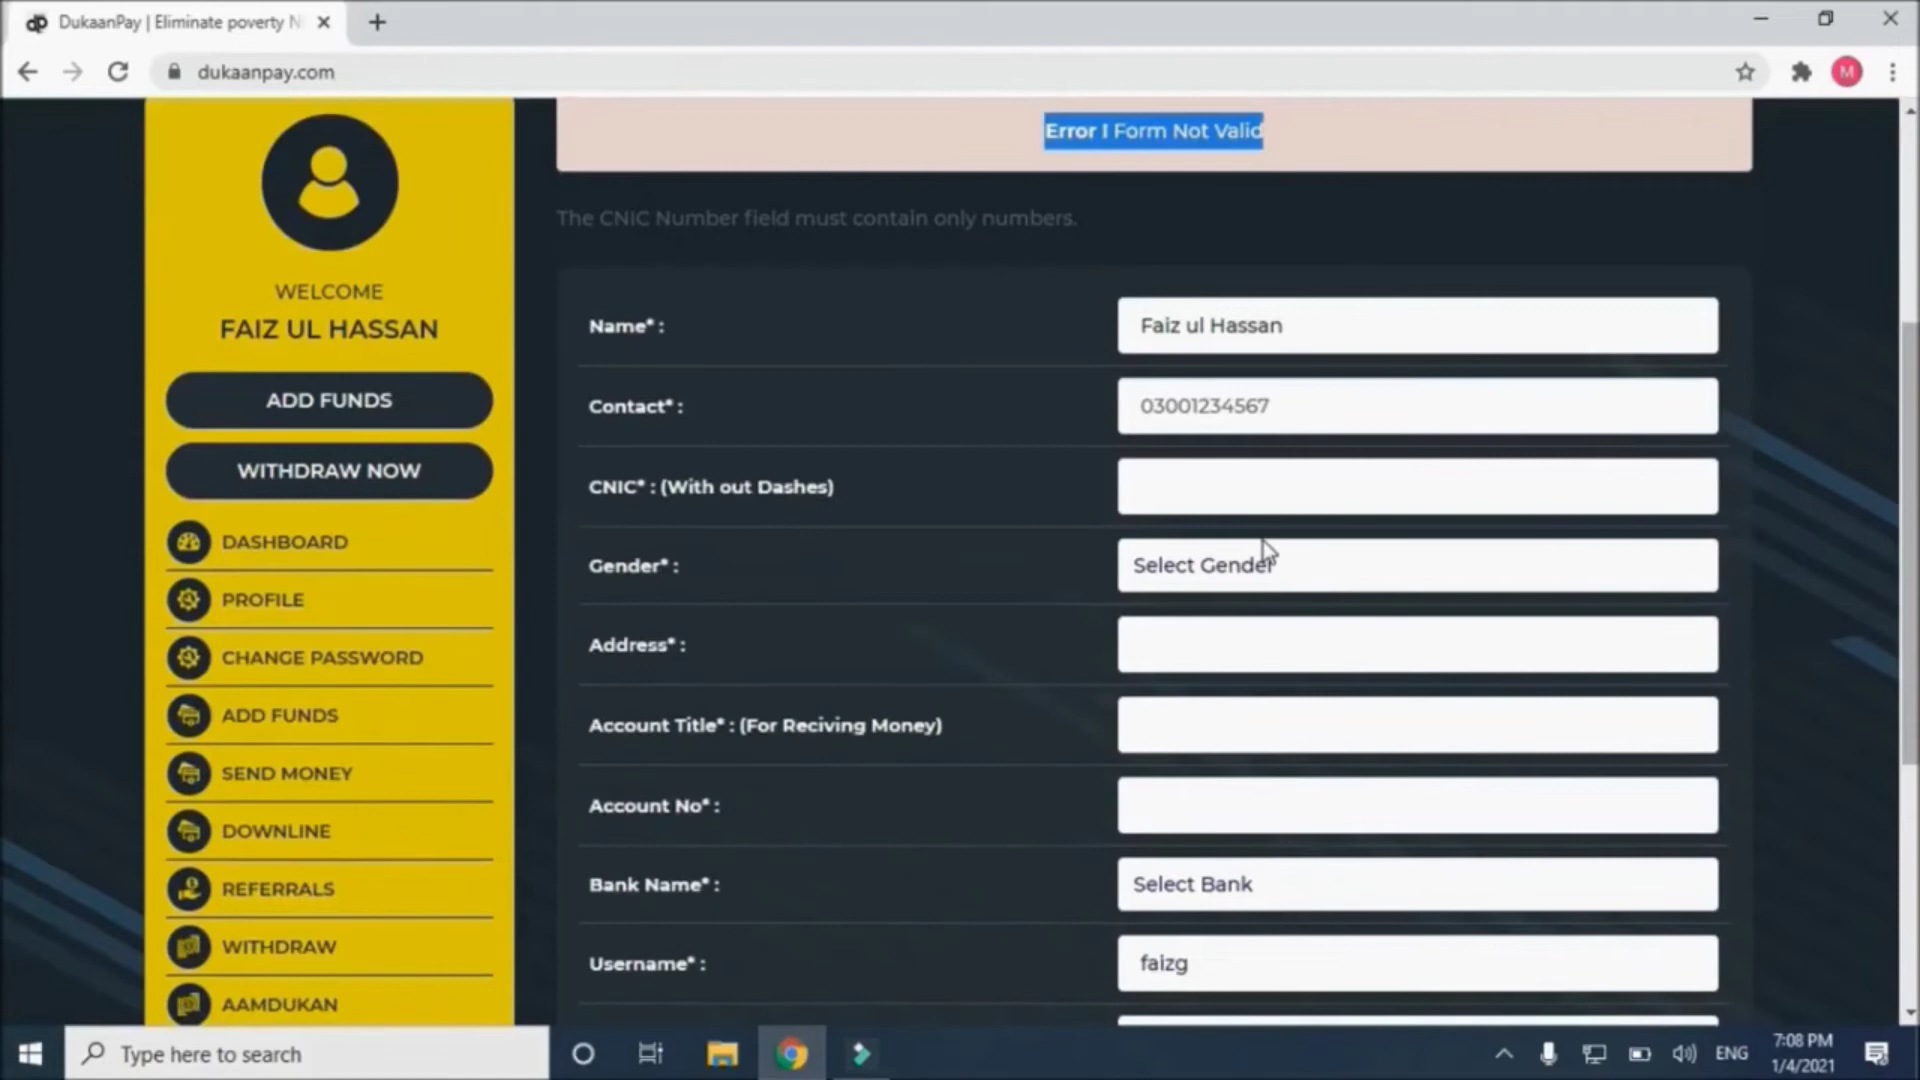 DukaanPay | Eliminate poverty N
dukaanpay.com
M
Error ! Form Not Valid
The CNIC Number field must contain only numbers.
WELCOME
FAIZ UL HASSAN
ADD FUNDS
WITHDRAW NOW
DASHBOARD
PROFILE
CHANGE PASSWORD
ADD FUNDS
SEND MONEY
DOWNLINE
REFERRALS
WITHDRAW
AAMDUKAN
Name* :
Faiz ul Hassan
Contact* :
03001234567
CNIC* : (With out Dashes)
Gender* :
Select Gender
Address* :
Account Title* : (For Reciving Money)
Account No* :
Bank Name* :
Select Bank
Username* :
faizg
Type here to search
ENG
7:08 PM
1/4/2021